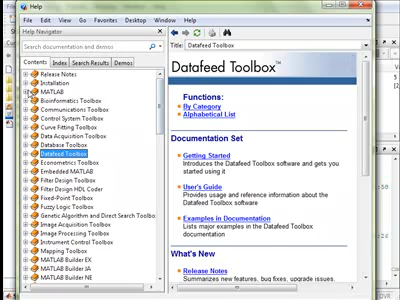 Help
File Edit View Go Favorites Desktop Window Help
Help Navigator
Search documentation and demos
Contents Index Search Results Demos
Release Notes
Installation
MATLAB
Bioinformatics Toolbox
Communications Toolbox
Control System Toolbox
Curve Fitting Toolbox
Data Acquisition Toolbox
Database Toolbox
Datafeed Toolbox
Econometrics Toolbox
Embedded MATLAB
Filter Design Toolbox
Filter Design HDL Coder
Fixed-Point Toolbox
Fuzzy Logic Toolbox
Genetic Algorithm and Direct Search Toolbo
Image Acquisition Toolbox
Image Processing Toolbox
Instrument Control Toolbox
Mapping Toolbox
MATLAB Builder EX
MATLAB Builder JA
MATLAB Builder NE
Title: Datafeed Toolbox
Datafeed Toolbox™
Functions:
By Category
Alphabetical List
Documentation Set
Getting Started
Introduces the Datafeed Toolbox software and gets you
started using it
User's Guide
Provides usage and reference information about the
Datafeed Toolbox software
Examples in Documentation
Lists major examples in the Datafeed Toolbox
documentation
What's New
Release Notes
Summarizes new features, bug fixes, upgrade issues,
OVR